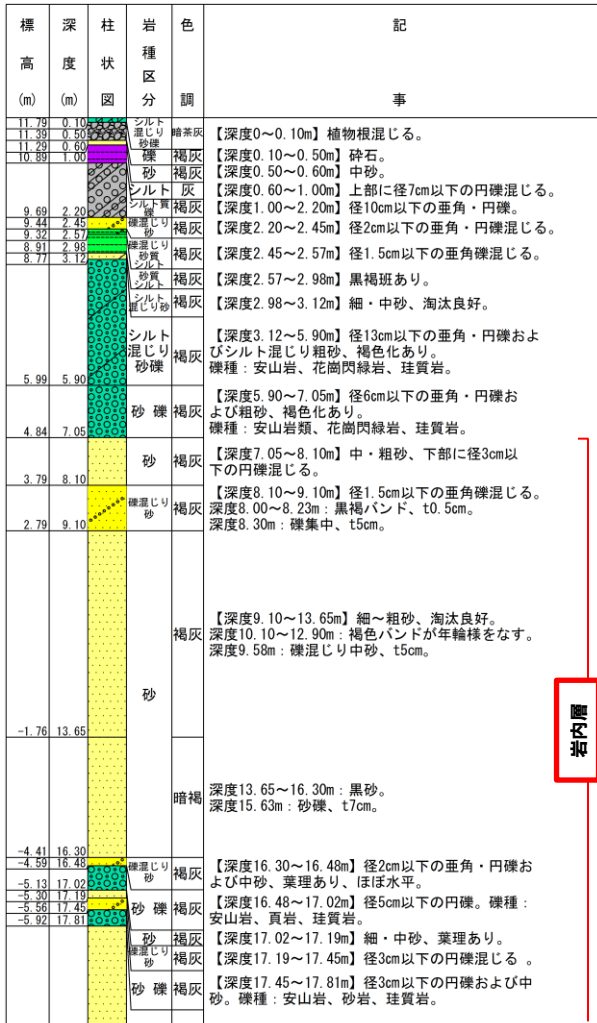 標高(m) 深度(m) 柱状図 岩種区分 色調 記事
11.79 0.10 シルト混じり砂礫 暗茶灰 【深度0～0.10m】植物根混じる。
11.39 0.50 礫 褐灰 【深度0.10～0.50m】砕石。
11.29 0.60 砂 褐灰 【深度0.50～0.60m】中砂。
10.89 1.00 シルト 灰 【深度0.60～1.00m】上部に径7cm以下の円礫混じる。
9.69 2.20 シルト質礫 褐灰 【深度1.00～2.20m】径10cm以下の亜角・円礫。
9.44 2.45 礫混じり砂 褐灰 【深度2.20～2.45m】径2cm以下の亜角・円礫混じる。
9.32 2.57 礫混じり砂質シルト 褐灰 【深度2.45～2.57m】径1.5cm以下の亜角礫混じる。
8.91 2.98 砂質シルト 褐灰 【深度2.57～2.98m】黒褐斑あり。
8.77 3.12 シルト混じり砂 褐灰 【深度2.98～3.12m】細・中砂、淘汰良好。
5.99 5.90 シルト混じり砂礫 褐灰 【深度3.12～5.90m】径13cm以下の亜角・円礫およ
びシルト混じり粗砂、褐色化あり。
礫種：安山岩、花崗閃緑岩、珪質岩。
4.84 7.05 砂礫 褐灰 【深度5.90～7.05m】径6cm以下の亜角・円礫お
よび粗砂、褐色化あり。
礫種：安山岩類、花崗閃緑岩、珪質岩。
3.79 8.10 砂 褐灰 【深度7.05～8.10m】中・粗砂、下部に径3cm以
下の円礫混じる。
2.79 9.10 礫混じり砂 褐灰 【深度8.10～9.10m】径1.5cm以下の亜角礫混じる。
深度8.00～8.23m：黒褐バンド、t0.5cm。
深度8.30m：礫集中、t5cm。
-1.76 13.65 砂 褐灰 【深度9.10～13.65m】細～粗砂、淘汰良好。
深度10.10～12.90m：褐色バンドが年輪様をなす。
深度9.58m：礫混じり中砂、t5cm。
-4.41 16.30 暗褐 深度13.65～16.30m：黒砂。
深度15.63m：砂礫、t7cm。
岩内層
-4.59 16.48 礫混じり砂 褐灰 【深度16.30～16.48m】径2cm以下の亜角・円礫お
よび中砂、葉理あり、ほぼ水平。
-5.13 17.02 砂礫 褐灰 【深度16.48～17.02m】径5cm以下の円礫。礫種：
安山岩、頁岩、珪質岩。
-5.30 17.19 砂 褐灰 【深度17.02～17.19m】細・中砂、葉理あり。
-5.56 17.45 礫混じり砂 褐灰 【深度17.19～17.45m】径3cm以下の円礫混じる 。
-5.92 17.81 砂礫 褐灰 【深度17.45～17.81m】径3cm以下の円礫および中
砂。礫種：安山岩、砂岩、珪質岩。